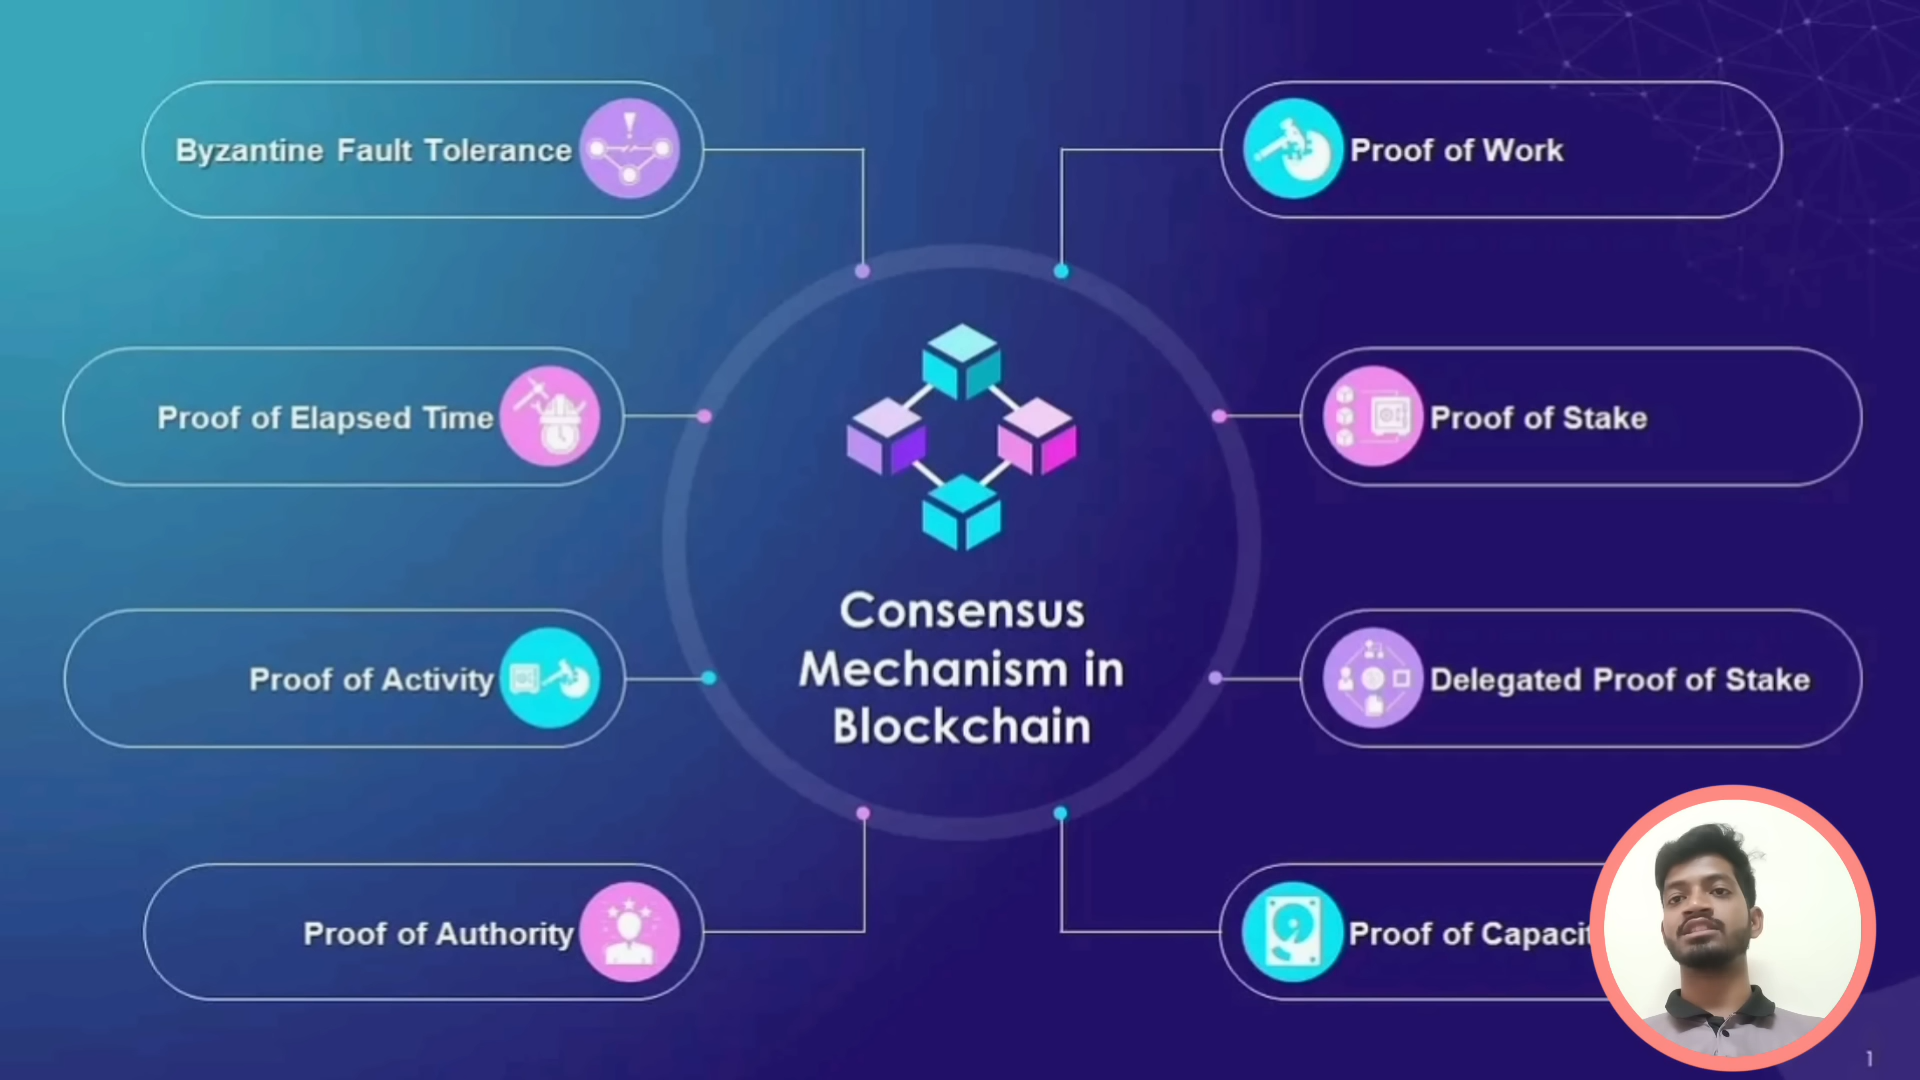 Byzantine Fault Tolerance
Proof of Work
Proof of Elapsed Time
Proof of Stake
Consensus
Mechanism in
Blockchain
Proof of Activity
Delegated Proof of Stake
Proof of Authority
Proof of
1